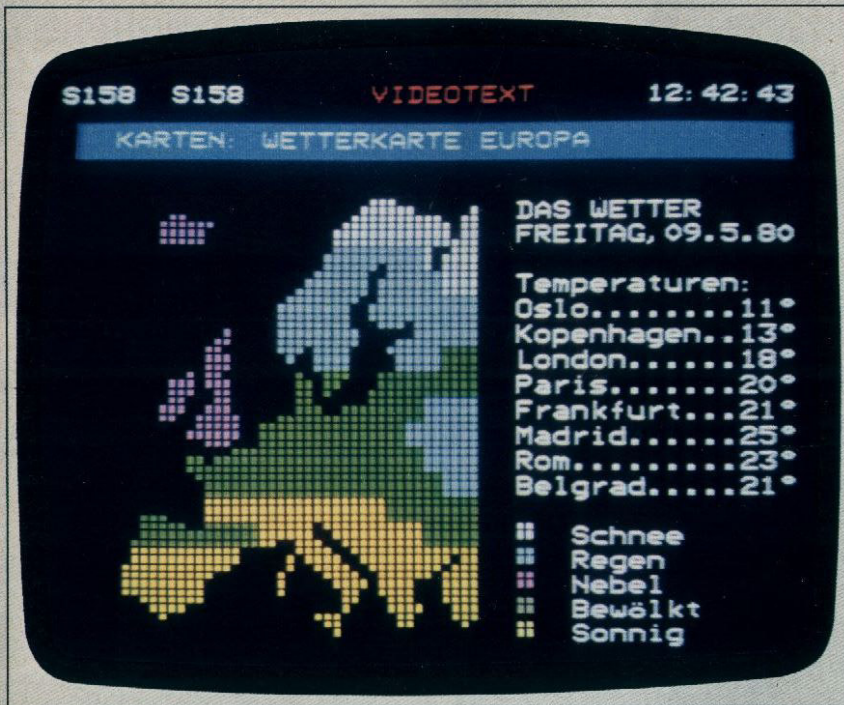 S158 S158 VIDEOTEXT 12:42:43
KARTEN: WETTERKARTE EUROPA
DAS WETTER
FREITAG, 09.5.80
Temperaturen:
Oslo........11°
Kopenhagen..13°
London......18°
Paris.......20°
Frankfurt...21°
Madrid......25°
Rom.........23°
Belgrad.....21°
Schnee
Regen
Nebel
Bewölkt
Sonnig